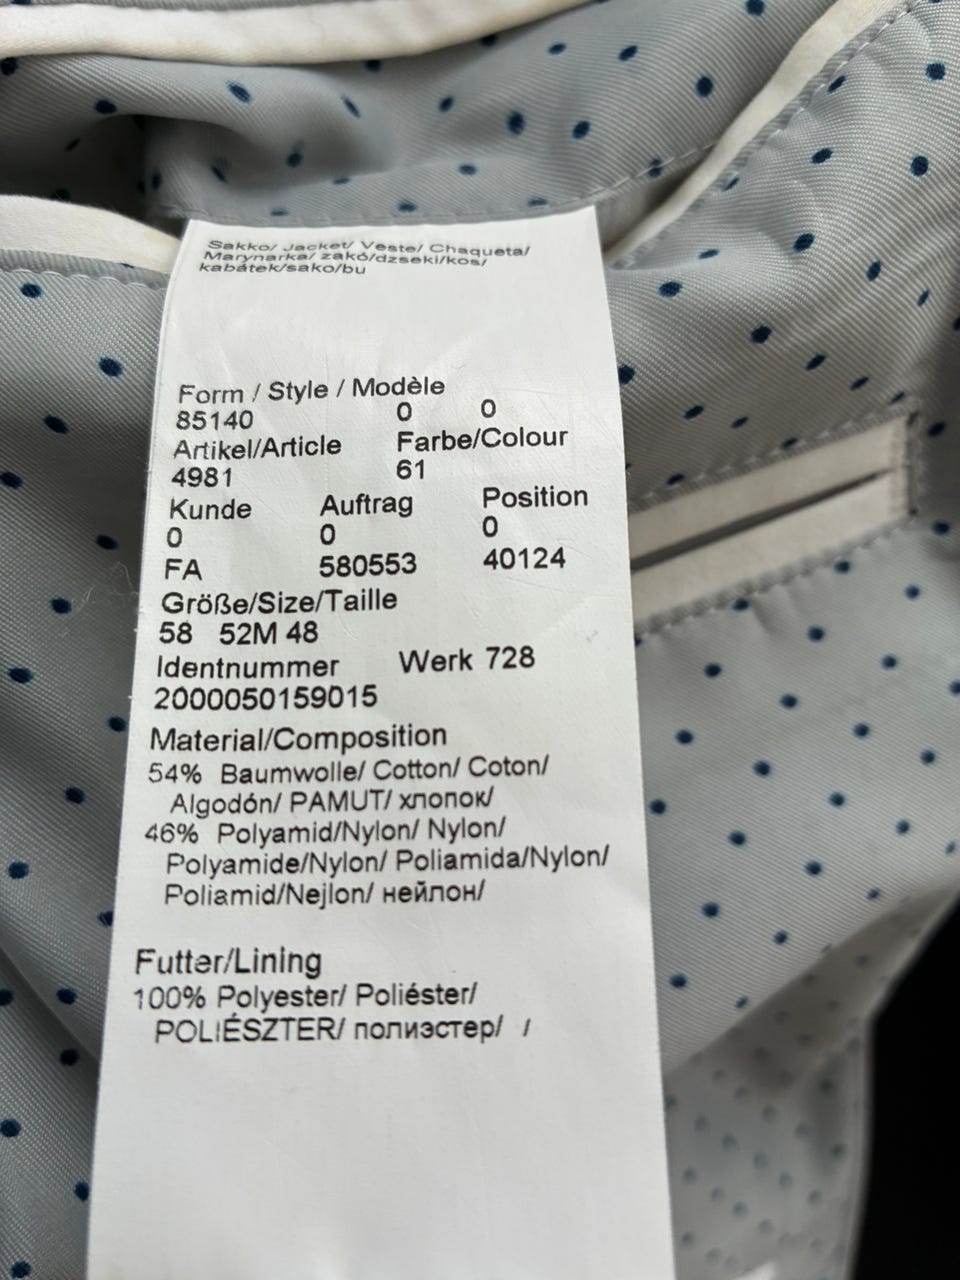 Sakko/ Jacket/ Veste/ Chaqueta/
Marynarka/ zakó/dzseki/kos/
kabátek/sako/bu
Form / Style / Modèle
85140 0 0
Artikel/Article Farbe/Colour
4981 61
Kunde Auftrag Position
0 0 0
FA 580553 40124
Größe/Size/Taille
58 52M 48
Identnummer Werk 728
2000050159015
Material/Composition
54% Baumwolle/ Cotton/ Coton/
Algodón/ PAMUT/ хлопок/
46% Polyamid/Nylon/ Nylon/
Polyamide/Nylon/ Poliamida/Nylon/
Poliamid/Nejlon/ нейлон/
Futter/Lining
100% Polyester/ Poliéster/
POLIÉSZTER/ полиэстер/ /